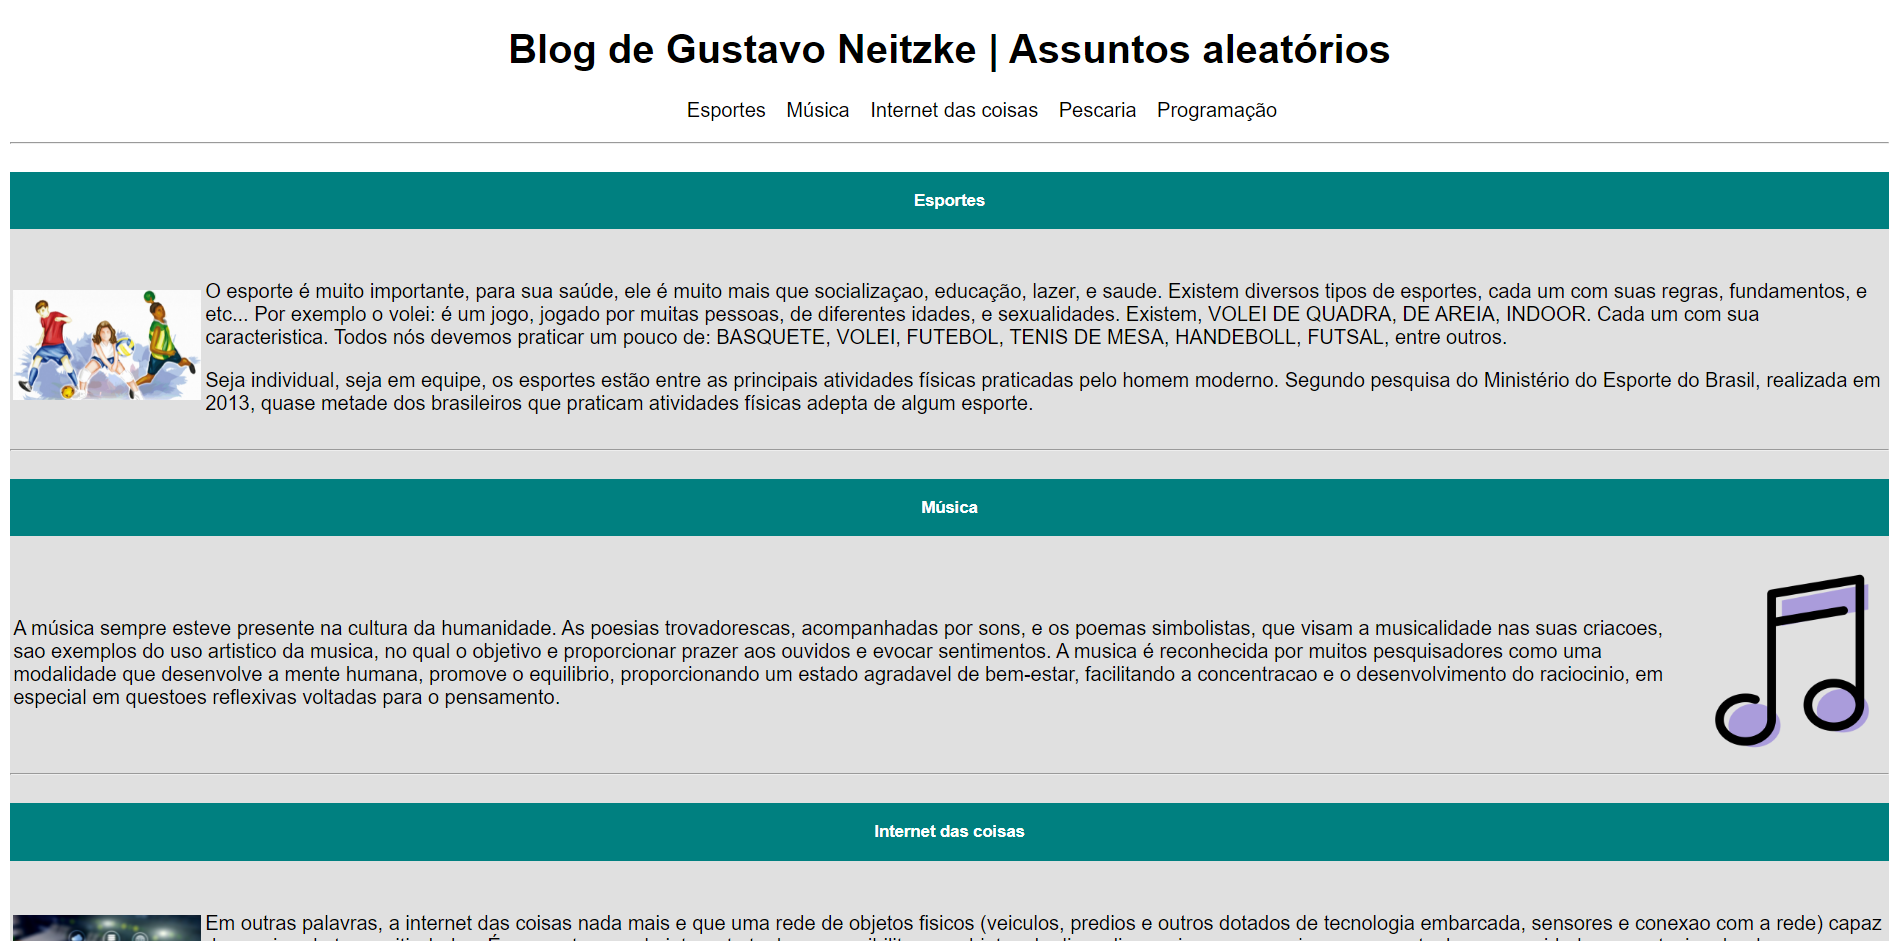 Blog de Gustavo Neitzke | Assuntos aleatórios
Esportes Música Internet das coisas Pescaria Programação
Esportes
O esporte é muito importante, para sua saúde, ele é muito mais que socializaçao, educação, lazer, e saude. Existem diversos tipos de esportes, cada um com suas regras, fundamentos, e
etc... Por exemplo o volei: é um jogo, jogado por muitas pessoas, de diferentes idades, e sexualidades. Existem, VOLEI DE QUADRA, DE AREIA, INDOOR. Cada um com sua
caracteristica. Todos nós devemos praticar um pouco de: BASQUETE, VOLEI, FUTEBOL, TENIS DE MESA, HANDEBOLL, FUTSAL, entre outros.
Seja individual, seja em equipe, os esportes estão entre as principais atividades físicas praticadas pelo homem moderno. Segundo pesquisa do Ministério do Esporte do Brasil, realizada em
2013, quase metade dos brasileiros que praticam atividades físicas adepta de algum esporte.
Música
A música sempre esteve presente na cultura da humanidade. As poesias trovadorescas, acompanhadas por sons, e os poemas simbolistas, que visam a musicalidade nas suas criacoes,
sao exemplos do uso artistico da musica, no qual o objetivo e proporcionar prazer aos ouvidos e evocar sentimentos. A musica é reconhecida por muitos pesquisadores como uma
modalidade que desenvolve a mente humana, promove o equilibrio, proporcionando um estado agradavel de bem-estar, facilitando a concentracao e o desenvolvimento do raciocinio, em
especial em questoes reflexivas voltadas para o pensamento.
Internet das coisas
Em outras palavras, a internet das coisas nada mais e que uma rede de objetos fisicos (veiculos, predios e outros dotados de tecnologia embarcada, sensores e conexao com a rede) capaz